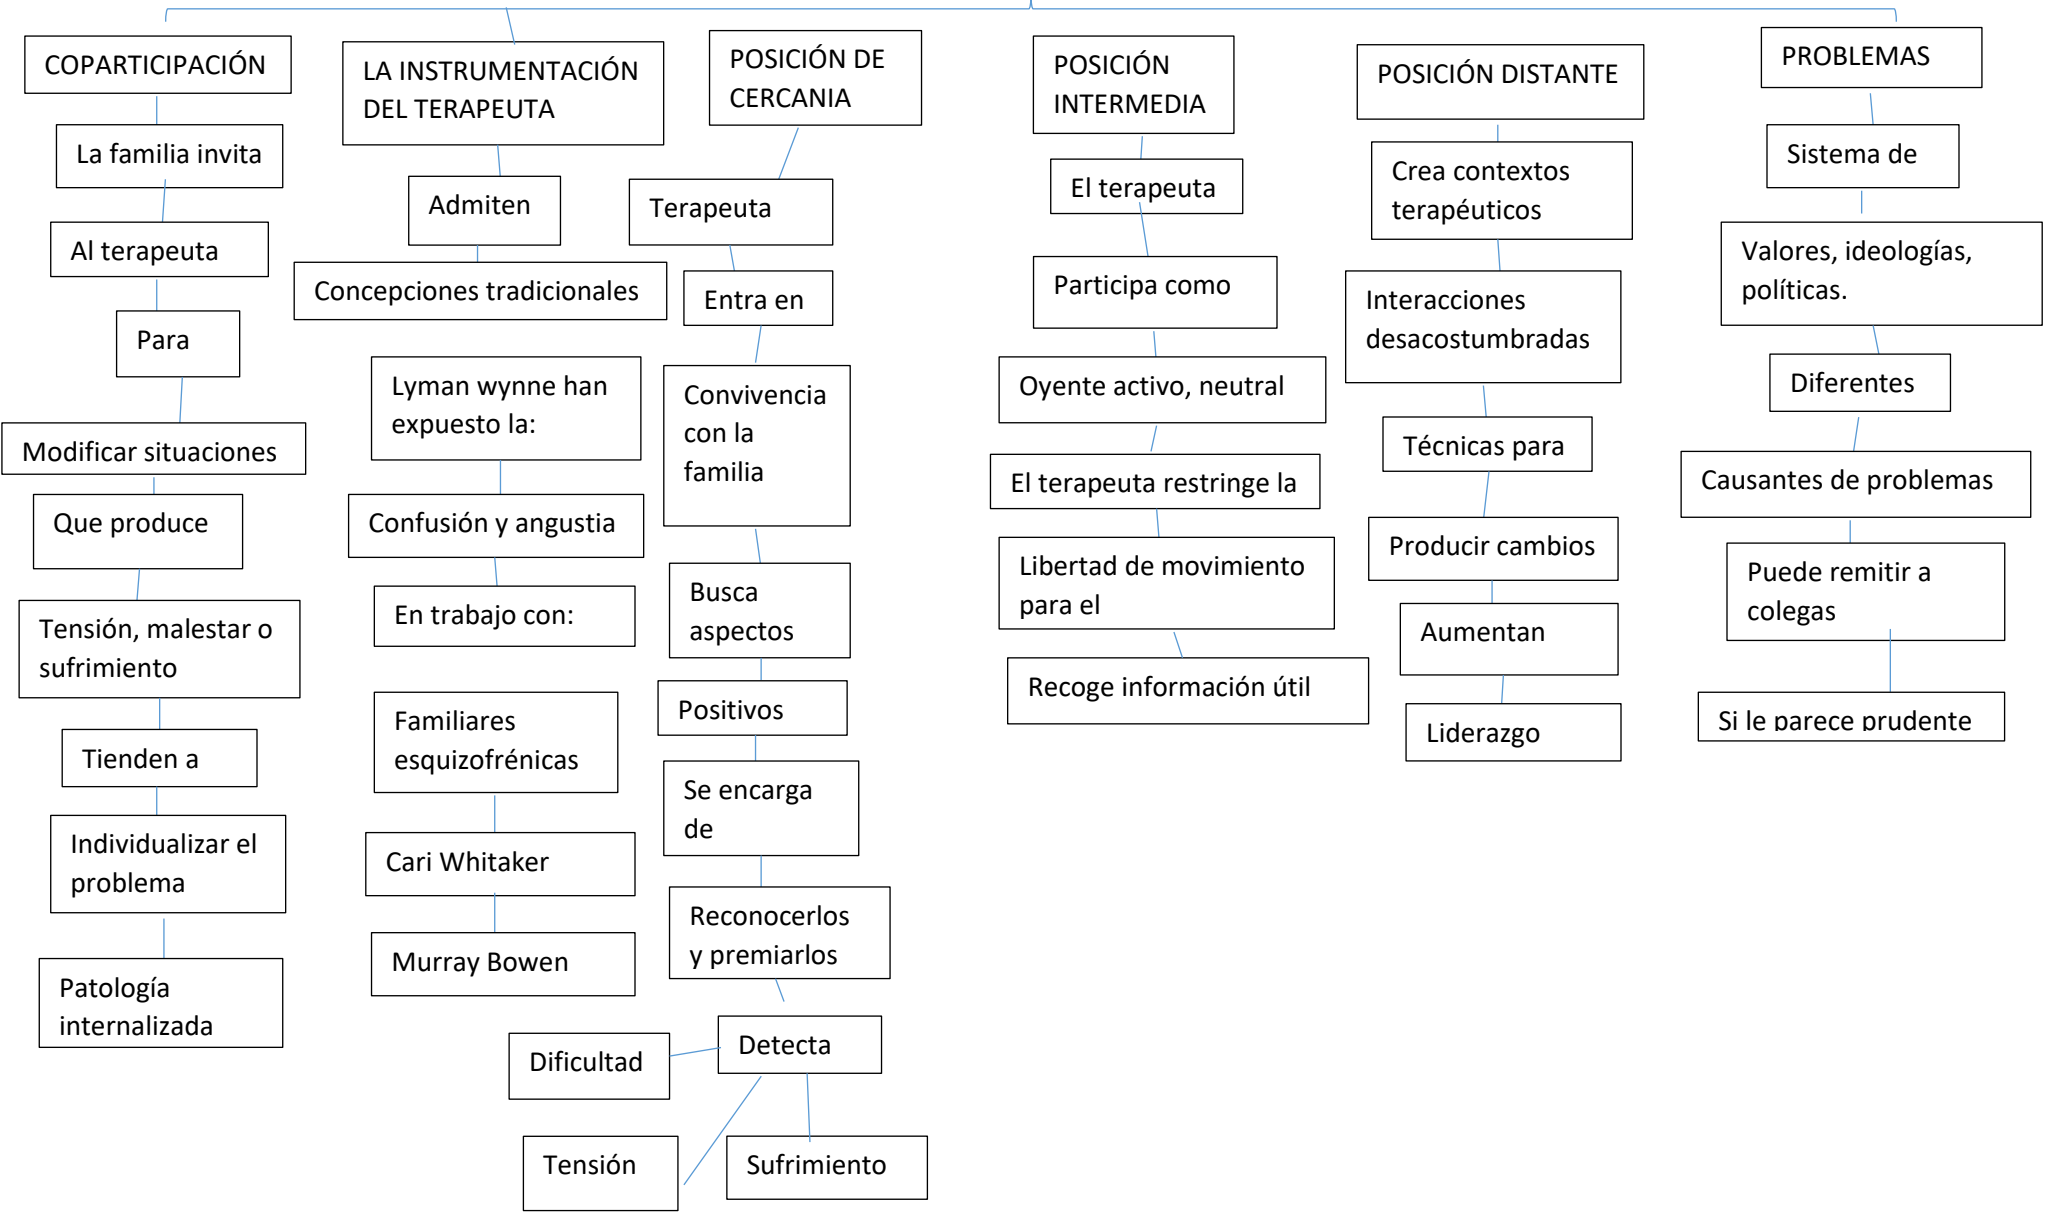 COPARTICIPACIÓN
La familia invita
Al terapeuta
Para
Modificar situaciones
Que produce
Tensión, malestar o
sufrimiento
Tienden a
Individualizar el
problema
Patología
internalizada
LA INSTRUMENTACIÓN
DEL TERAPEUTA
Admiten
Concepciones tradicionales
Lyman wynne han
expuesto la:
Confusión y angustia
En trabajo con:
Familiares
esquizofrénicas
Cari Whitaker
Murray Bowen
POSICIÓN DE
CERCANIA
Terapeuta
Entra en
Convivencia
con la
familia
Busca
aspectos
Positivos
Se encarga
de
Reconocerlos
y premiarlos
Detecta
Dificultad
Tensión
Sufrimiento
POSICIÓN
INTERMEDIA
El terapeuta
Participa como
Oyente activo, neutral
El terapeuta restringe la
Libertad de movimiento
para el
Recoge información útil
POSICIÓN DISTANTE
Crea contextos
terapéuticos
Interacciones
desacostumbradas
Técnicas para
Producir cambios
Aumentan
Liderazgo
PROBLEMAS
Sistema de
Valores, ideologías,
políticas.
Diferentes
Causantes de problemas
Puede remitir a
colegas
Si le parece prudente